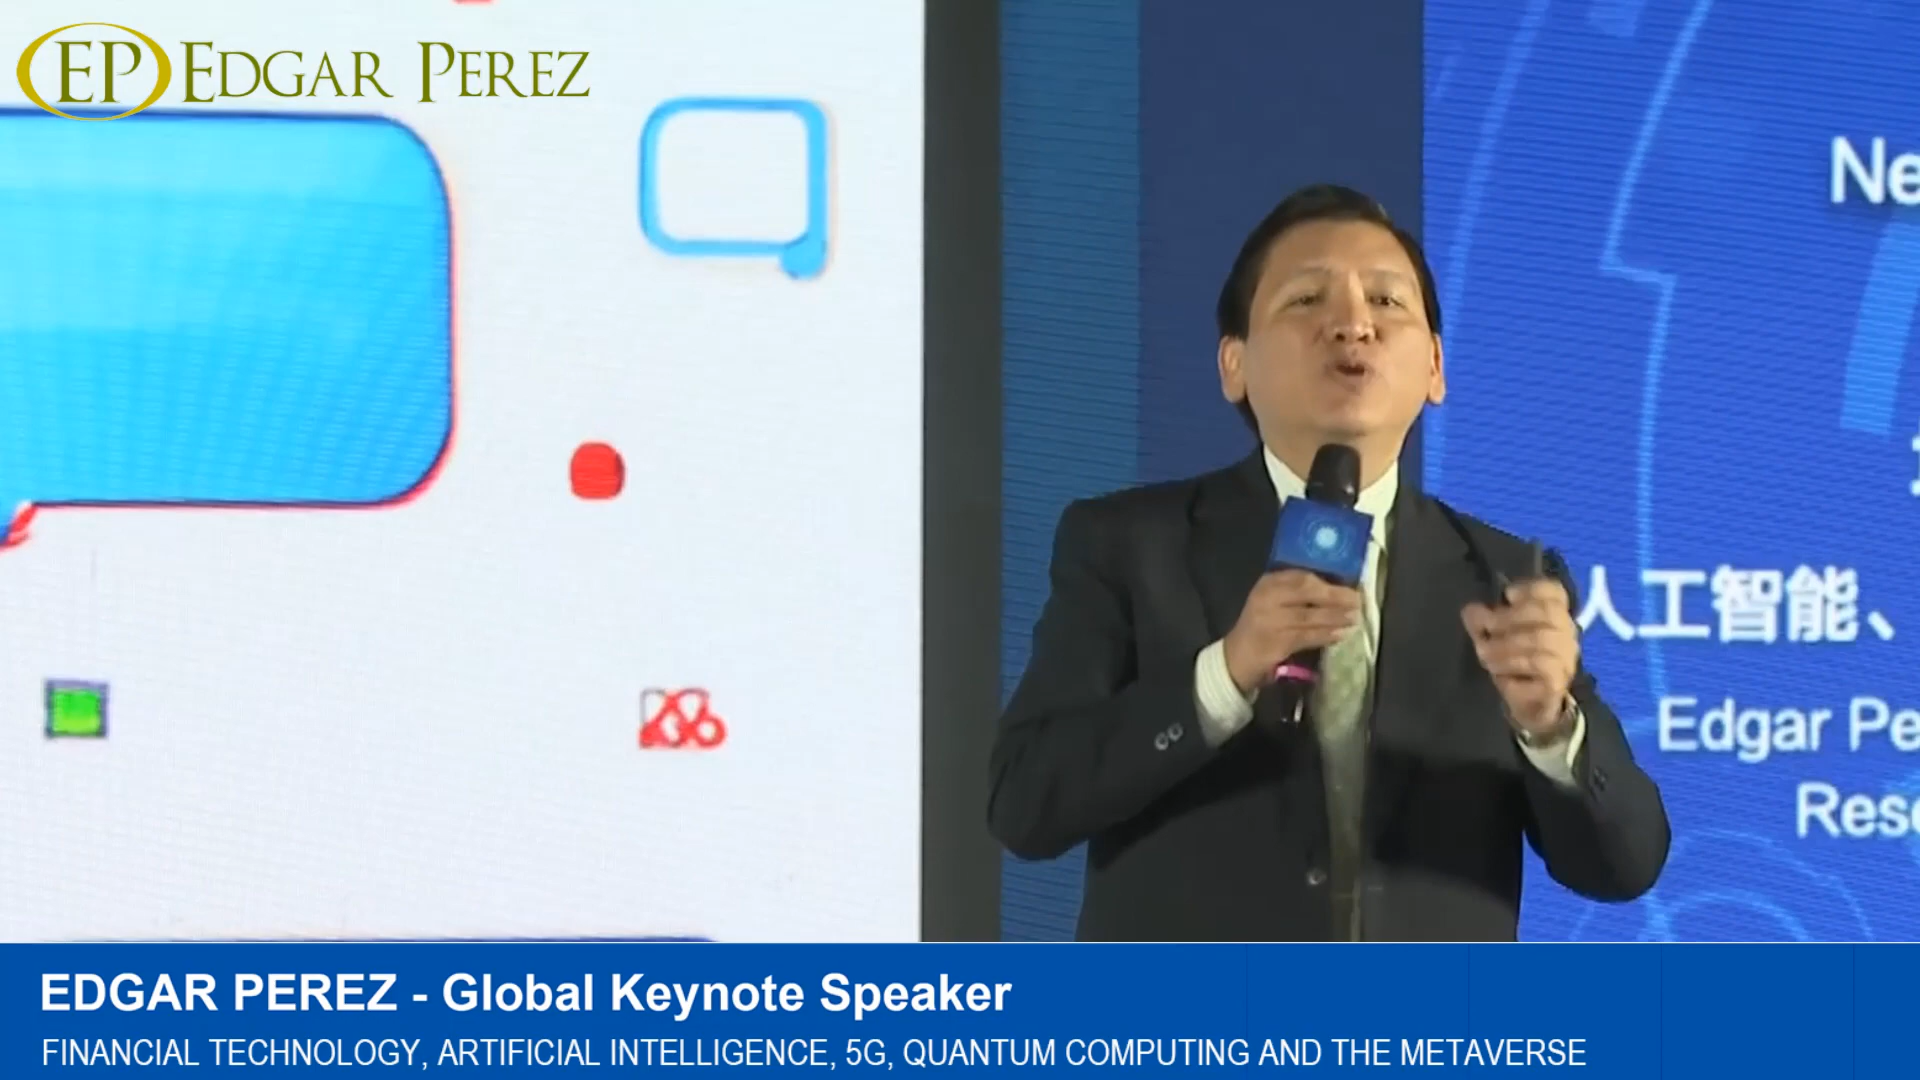 EP EDGAR PEREZ
Ne
人工智能、
Edgar Pe
Rese
EDGAR PEREZ - Global Keynote Speaker
FINANCIAL TECHNOLOGY, ARTIFICIAL INTELLIGENCE, 5G, QUANTUM COMPUTING AND THE METAVERSE